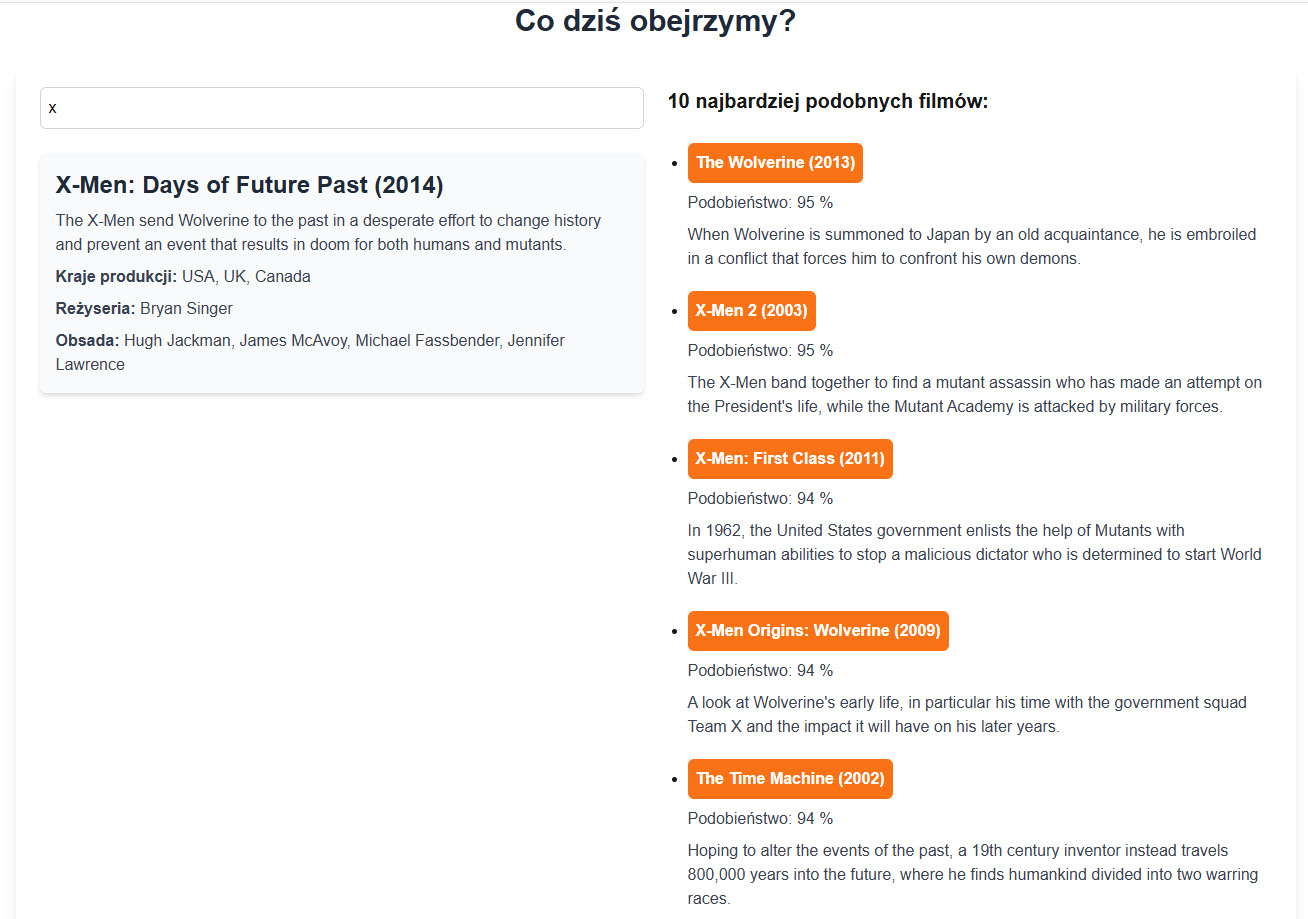 Co dziś obejrzymy?
x
X-Men: Days of Future Past (2014)
The X-Men send Wolverine to the past in a desperate effort to change history
and prevent an event that results in doom for both humans and mutants.
Kraje produkcji: USA, UK, Canada
Reżyseria: Bryan Singer
Obsada: Hugh Jackman, James McAvoy, Michael Fassbender, Jennifer
Lawrence
10 najbardziej podobnych filmów:
The Wolverine (2013)
Podobieństwo: 95 %
When Wolverine is summoned to Japan by an old acquaintance, he is embroiled
in a conflict that forces him to confront his own demons.
X-Men 2 (2003)
Podobieństwo: 95 %
The X-Men band together to find a mutant assassin who has made an attempt on
the President's life, while the Mutant Academy is attacked by military forces.
X-Men: First Class (2011)
Podobieństwo: 94 %
In 1962, the United States government enlists the help of Mutants with
superhuman abilities to stop a malicious dictator who is determined to start World
War III.
X-Men Origins: Wolverine (2009)
Podobieństwo: 94 %
A look at Wolverine's early life, in particular his time with the government squad
Team X and the impact it will have on his later years.
The Time Machine (2002)
Podobieństwo: 94 %
Hoping to alter the events of the past, a 19th century inventor instead travels
800,000 years into the future, where he finds humankind divided into two warring
races.